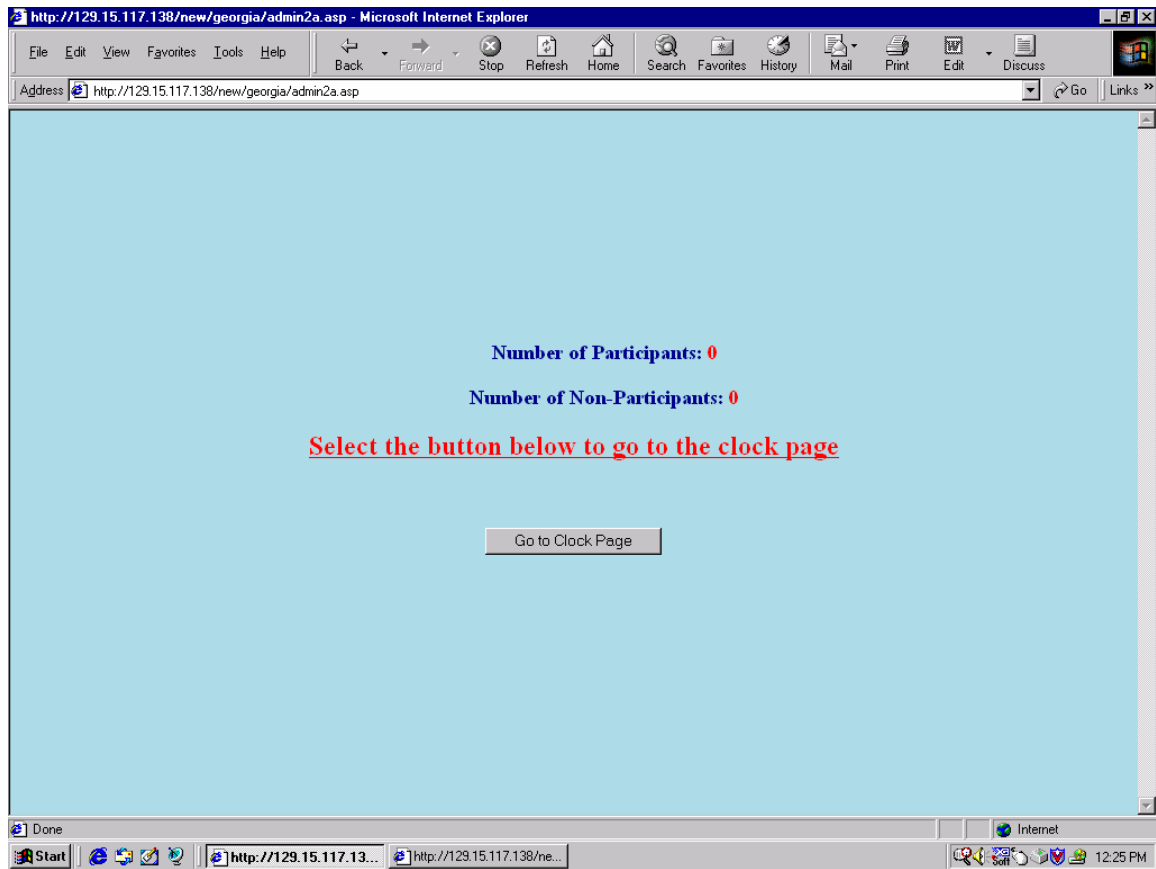 http://129.15.117.138/new/georgia/admin2a.asp - Microsoft Internet Explorer
File Edit View Favorites Tools Help Back Forward Stop Refresh Home Search Favorites History Mail Print Edit Discuss
Address http://129.15.117.138/new/georgia/admin2a.asp Go Links »
Number of Participants: 0
Number of Non-Participants: 0
Select the button below to go to the clock page
Go to Clock Page
Done Internet
Start http://129.15.117.13... http://129.15.117.138/ne... 12:25 PM